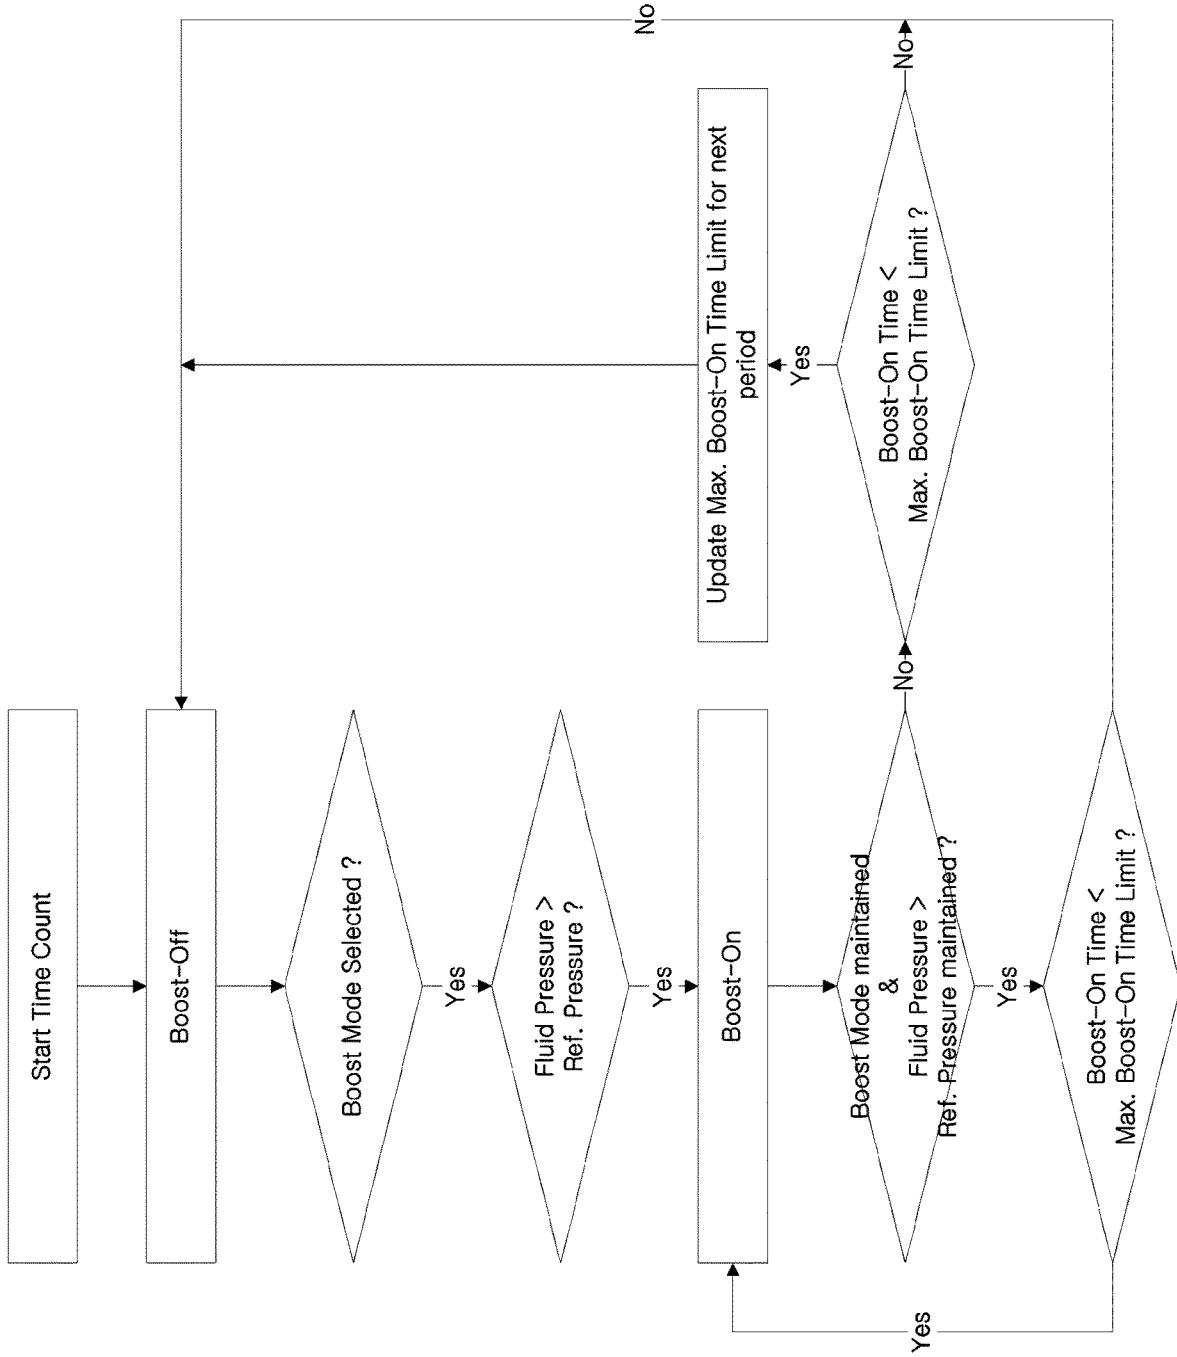 Start Time Count
Boost-Off
Boost Mode Selected ?
Yes
Fluid Pressure >
Ref. Pressure ?
Yes
Boost-On
Boost Mode maintained
&
Fluid Pressure >
Ref. Pressure maintained ?
Yes
No
Boost-On Time <
Max. Boost-On Time Limit ?
Yes
No
Boost-On Time <
Max. Boost-On Time Limit ?
Yes
No
Update Max. Boost-On Time Limit for next
period